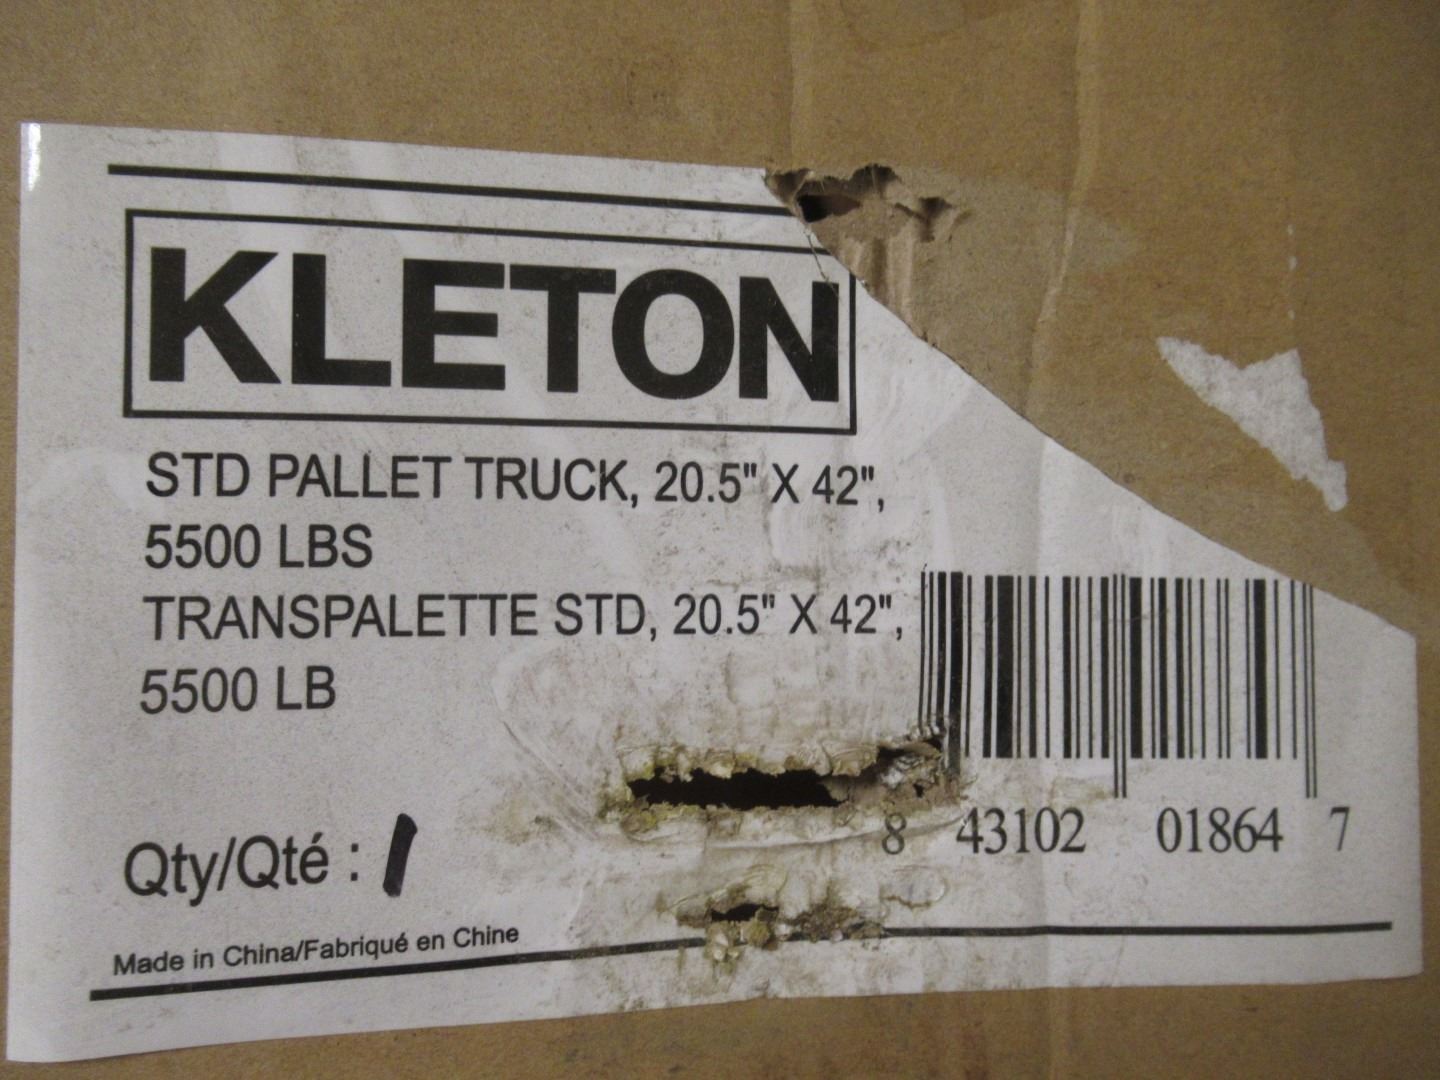 KLETON
STD PALLET TRUCK, 20.5" X 42",
5500 LBS
TRANSPALETTE STD, 20.5" X 42",
5500 LB
8 43102 01864 7
Qty/Qté : 1
Made in China/Fabriqué en Chine